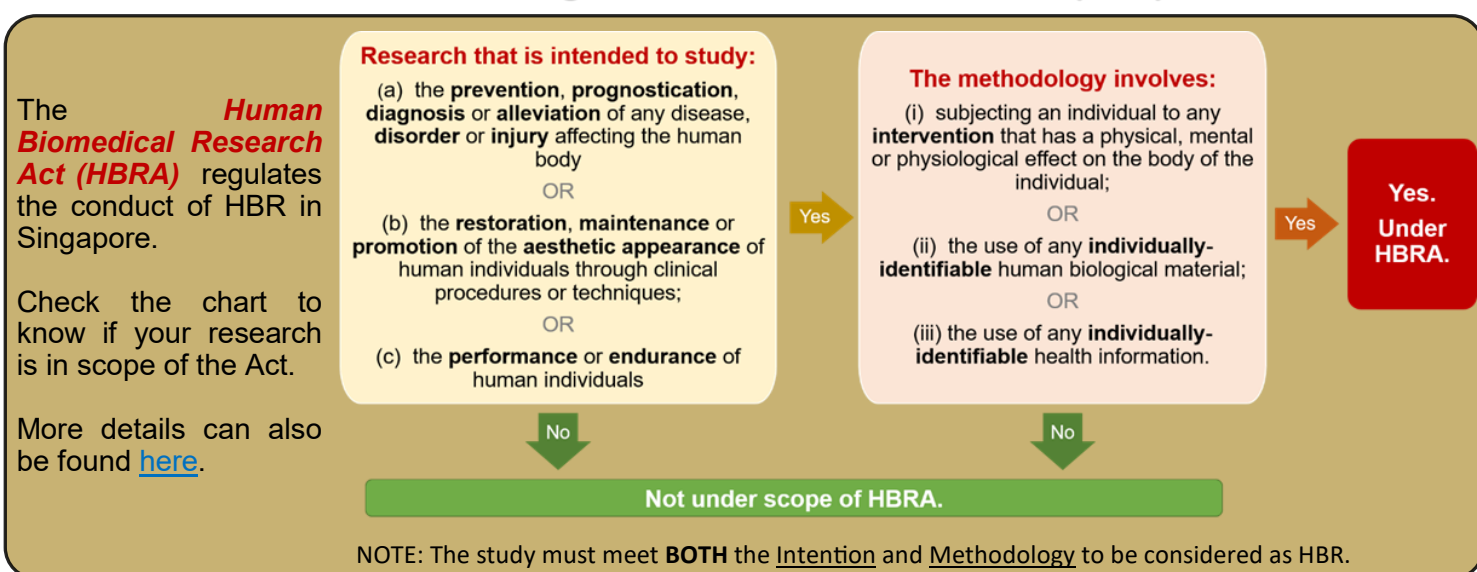 The Human
Biomedical Research
Act (HBRA) regulates
the conduct of HBR in
Singapore.
Check the chart to
know if your research
is in scope of the Act.
More details can also
be found here.
Research that is intended to study:
(a) the prevention, prognostication,
diagnosis or alleviation of any disease,
disorder or injury affecting the human
body
OR
(b) the restoration, maintenance or
promotion of the aesthetic appearance of
human individuals through clinical
procedures or techniques;
OR
(c) the performance or endurance of
human individuals
Yes
The methodology involves:
(i) subjecting an individual to any
intervention that has a physical, mental
or physiological effect on the body of the
individual;
OR
(ii) the use of any individually-
identifiable human biological material;
OR
(iii) the use of any individually-
identifiable health information.
Yes
Yes.
Under
HBRA.
No
No
Not under scope of HBRA.
NOTE: The study must meet BOTH the Intention and Methodology to be considered as HBR.